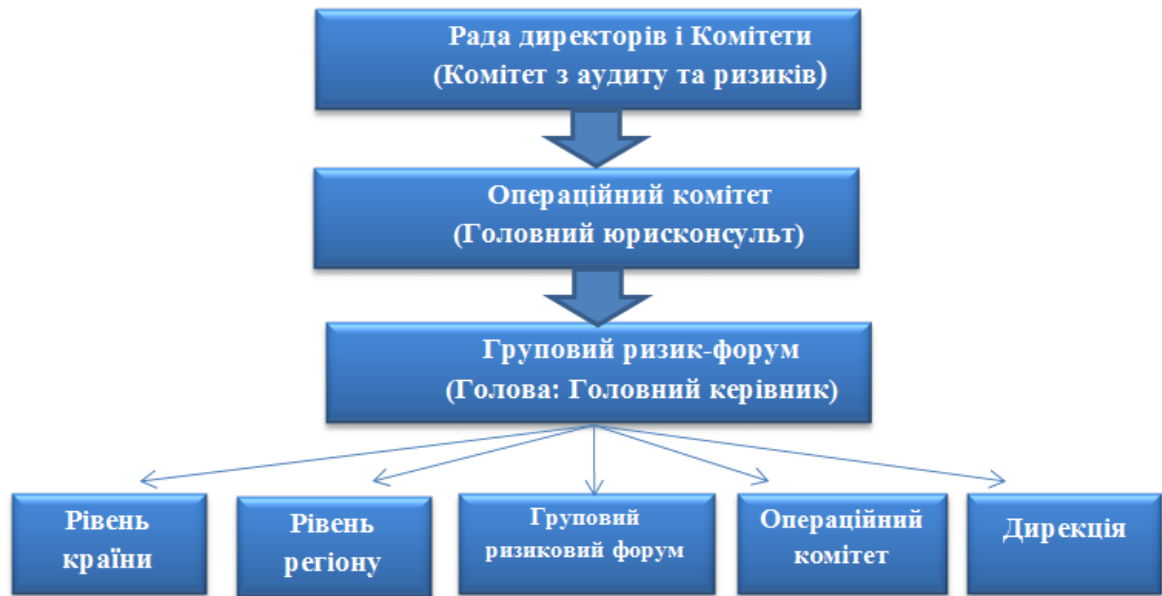 Рада директорів і Комітети
(Комітет з аудиту та ризиків)
Операційний комітет
(Головний юрисконсульт)
Груповий ризик-форум
(Голова: Головний керівник)
Рівень
країни
Рівень
регіону
Груповий
ризиковий форум
Операційний
комітет
Дирекція